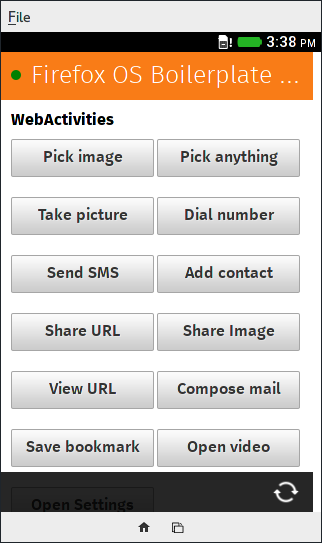 File
3:38 PM
Firefox OS Boilerplate ...
WebActivities
Pick image
Pick anything
Take picture
Dial number
Send SMS
Add contact
Share URL
Share Image
View URL
Compose mail
Save bookmark
Open video
Open Settings